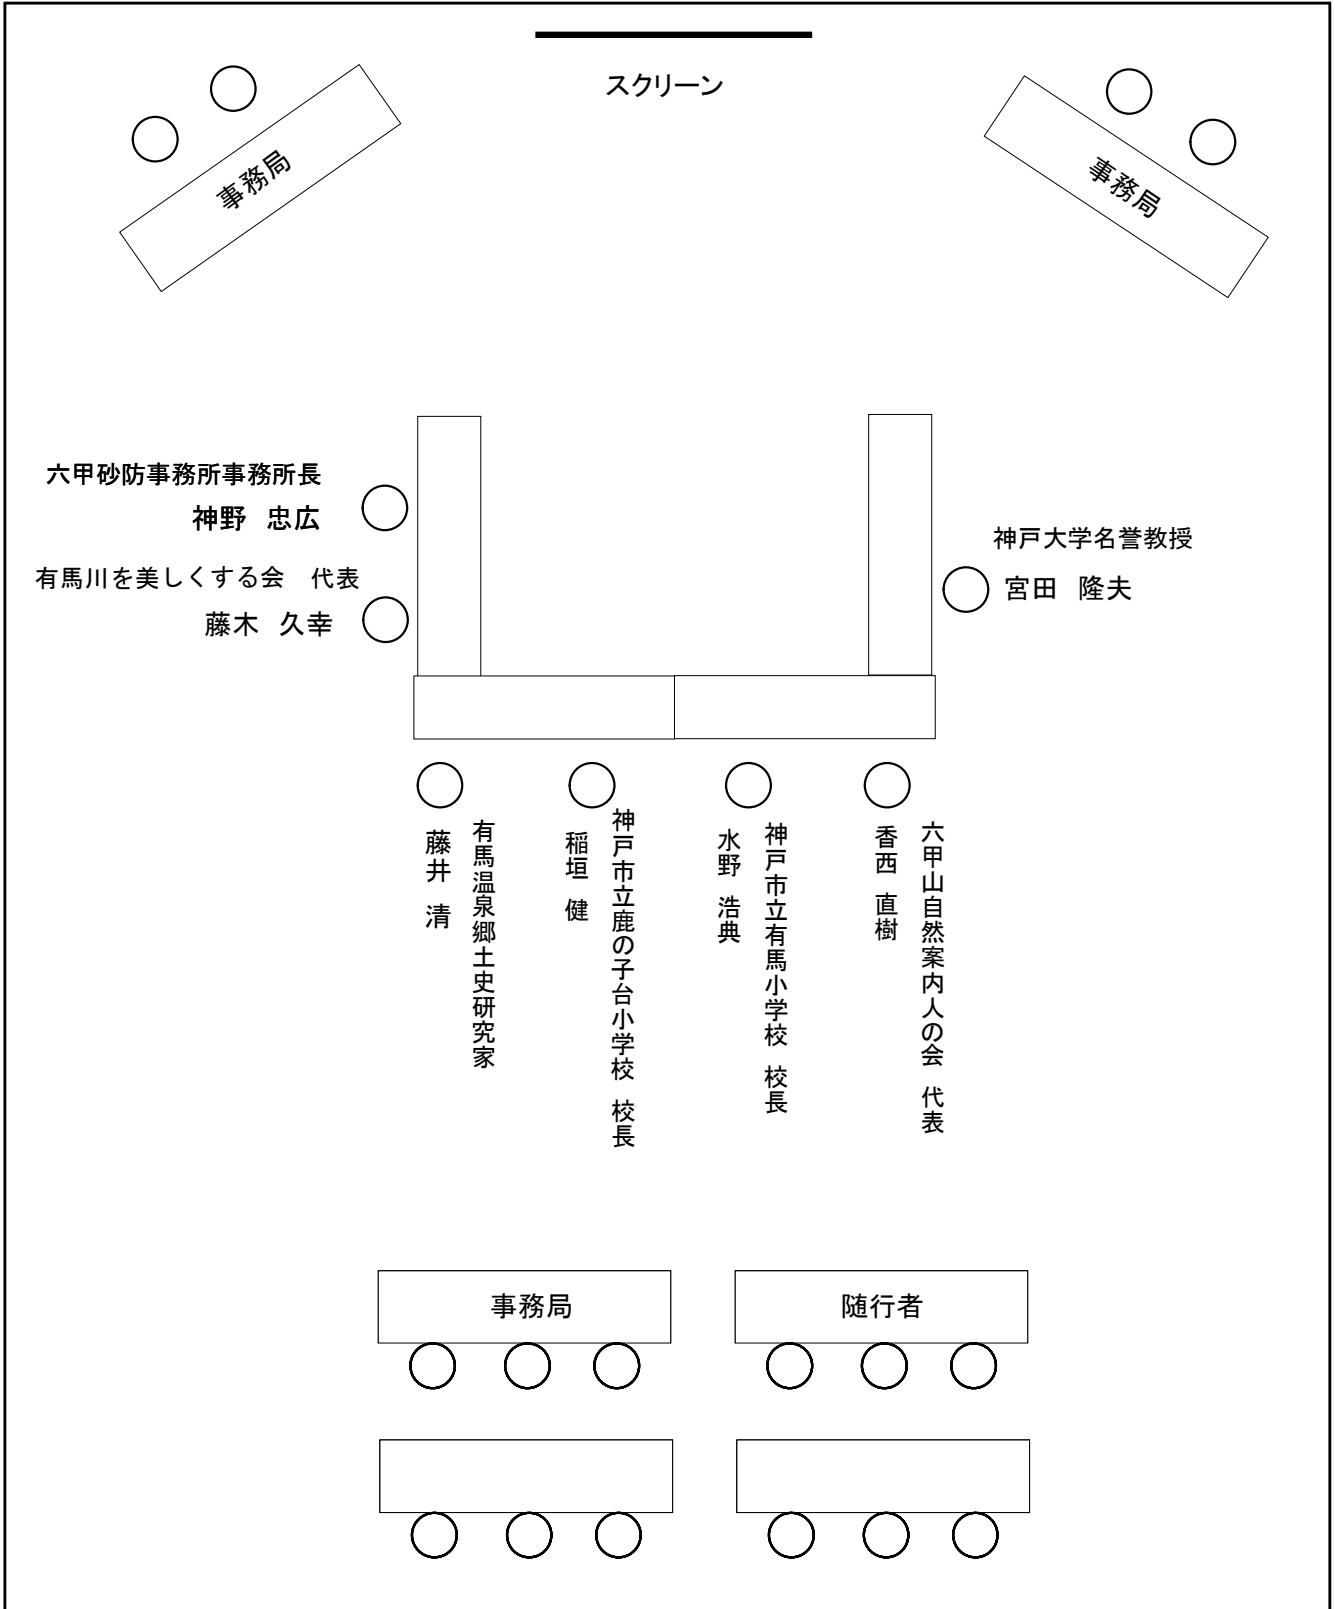 スクリーン
事務局
事務局
六甲砂防事務所事務所長
神野 忠広
有馬川を美しくする会 代表
藤木 久幸
神戸大学名誉教授
宮田 隆夫
有馬温泉郷土史研究家
藤井 清
神戸市立鹿の子台小学校 校長
稲垣 健
神戸市立有馬小学校 校長
水野 浩典
六甲山自然案内人の会 代表
香西 直樹
事務局
随行者